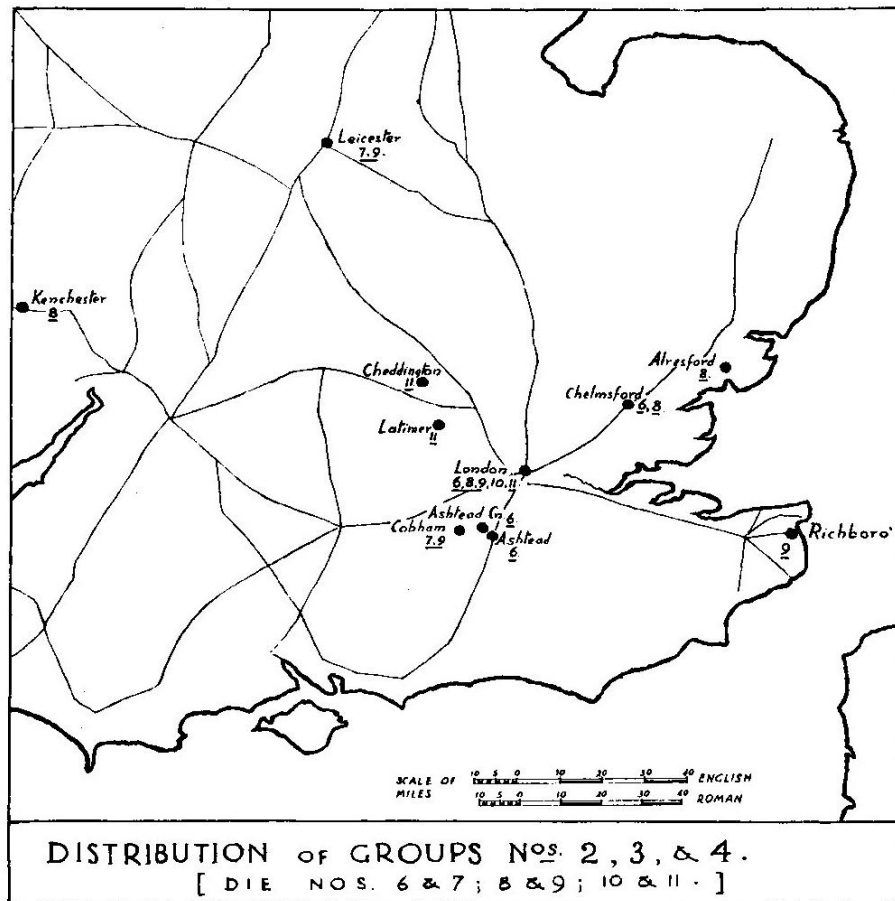 Leicester
7.9.
Kenchester
8
Cheddington
11
Alresford
8.
Chelmsford
6,8.
Latimer
11
London
6,8,9,10,11.
Ashtead Cn 6.
1
Cobham
7.9
Ashtead
6.
Richboro'
9
SCALE OF MILES
10 5 0 10 20 30 40 ENGLISH
10 5 0 10 20 30 40 ROMAN
DISTRIBUTION OF GROUPS NOS. 2, 3, & 4.
[ DIE NOS. 6 & 7; 8 & 9; 10 & 11. ]